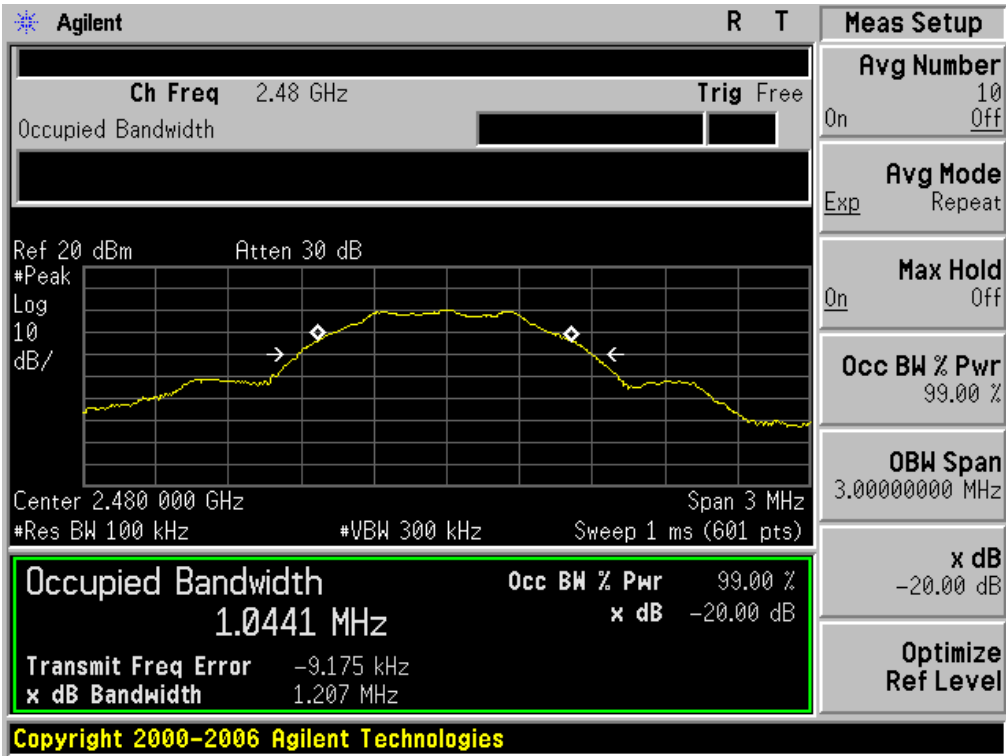 Agilent R T
Ch Freq 2.48 GHz Trig Free
Occupied Bandwidth
Ref 20 dBm Atten 30 dB
#Peak
Log
10
dB/
Center 2.480 000 GHz Span 3 MHz
#Res BW 100 kHz #VBW 300 kHz Sweep 1 ms (601 pts)
Occupied Bandwidth Occ BW % Pwr 99.00 %
1.0441 MHz x dB -20.00 dB
Transmit Freq Error -9.175 kHz
x dB Bandwidth 1.207 MHz
Copyright 2000-2006 Agilent Technologies
Meas Setup
Avg Number
10
On Off
Avg Mode
Exp Repeat
Max Hold
On Off
Occ BW % Pwr
99.00 %
OBW Span
3.00000000 MHz
x dB
-20.00 dB
Optimize
Ref Level